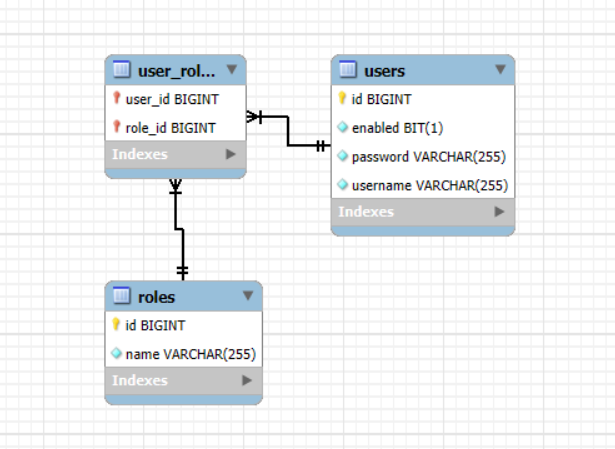 user_rol...
user_id BIGINT
role_id BIGINT
Indexes
users
id BIGINT
enabled BIT(1)
password VARCHAR(255)
username VARCHAR(255)
Indexes
roles
id BIGINT
name VARCHAR(255)
Indexes